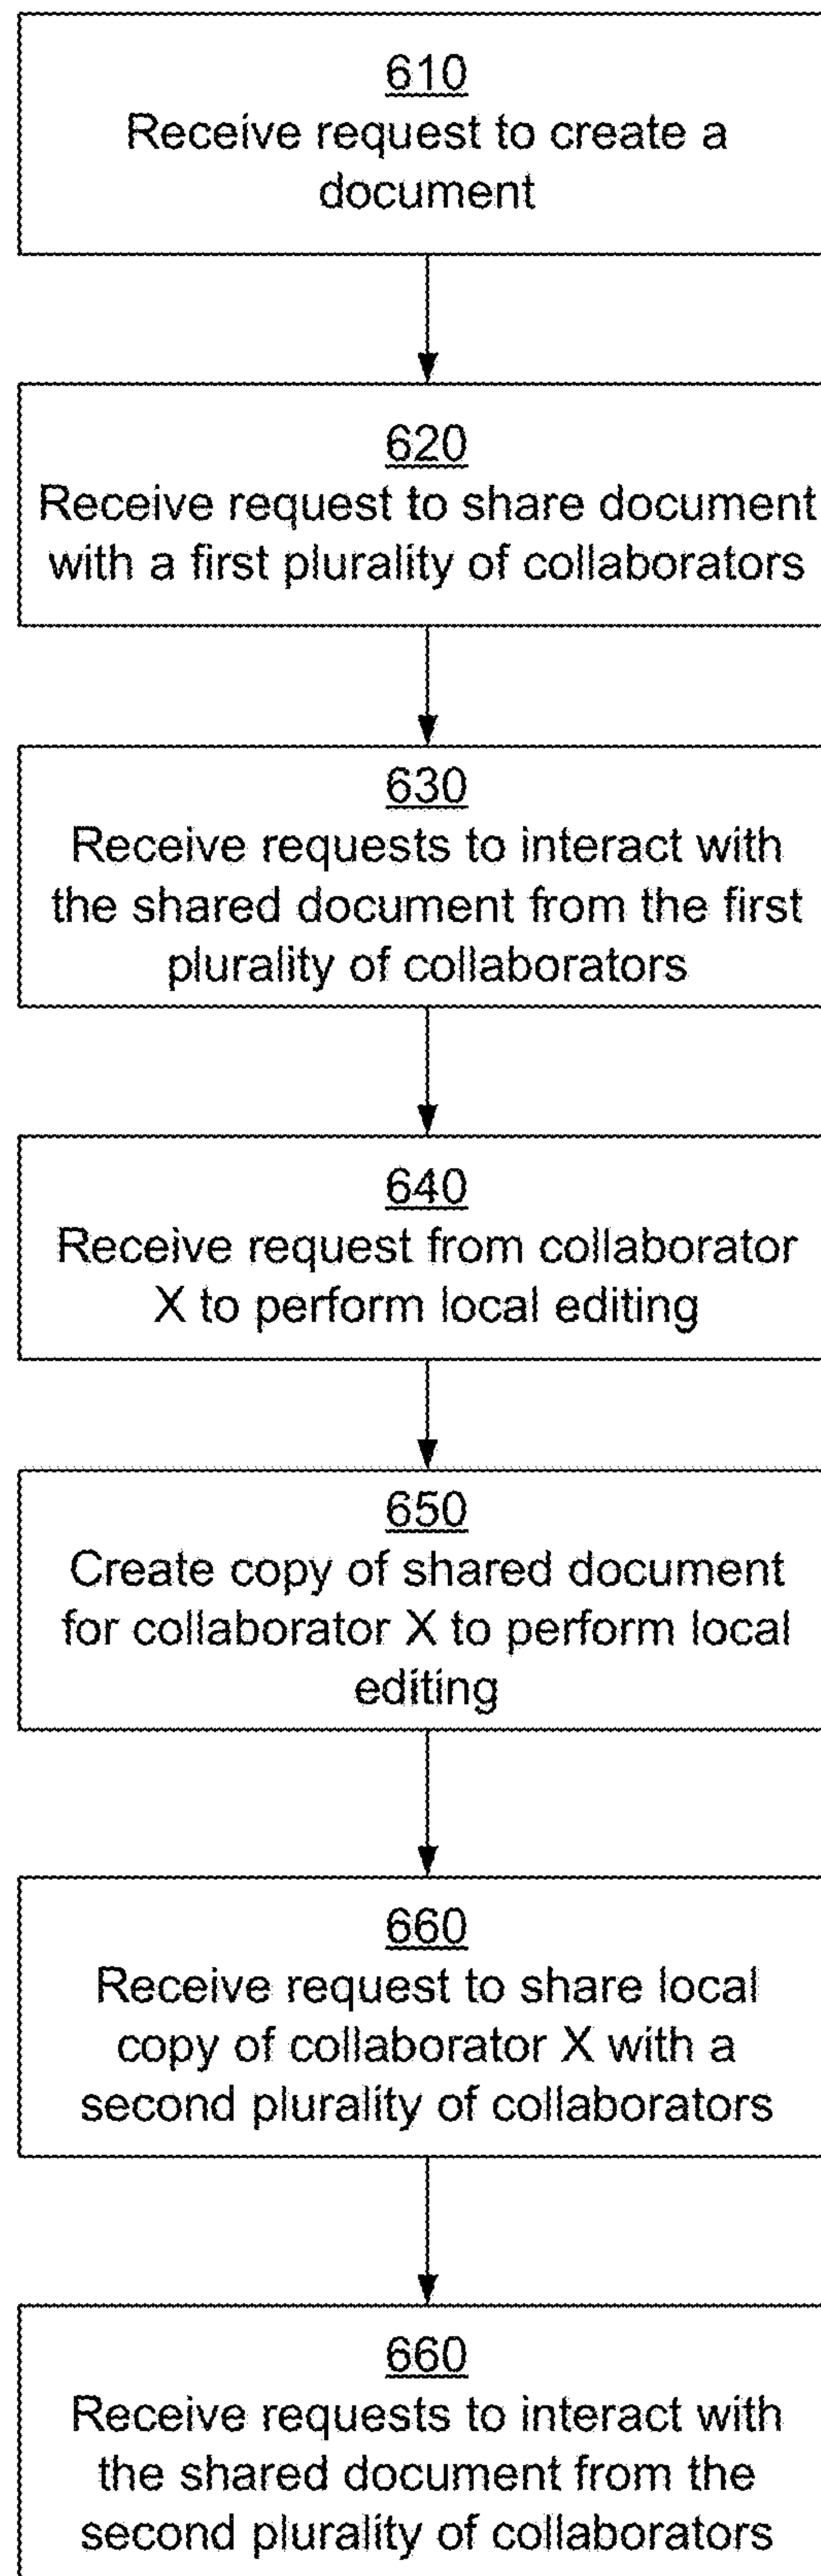 610
Receive request to create a
document
620
Receive request to share document
with a first plurality of collaborators
630
Receive requests to interact with
the shared document from the first
plurality of collaborators
640
Receive request from collaborator
X to perform local editing
650
Create copy of shared document
for collaborator X to perform local
editing
660
Receive request to share local
copy of collaborator X with a
second plurality of collaborators
660
Receive requests to interact with
the shared document from the
second plurality of collaborators